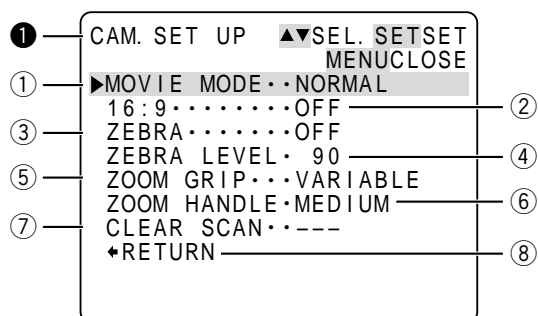 ❶ CAM. SET UP ▲▼SEL. SETSET
MENUCLOSE
① ▶MOVIE MODE··NORMAL
16:9········OFF ②
③ ZEBRA·······OFF
ZEBRA LEVEL· 90 ④
⑤ ZOOM GRIP···VARIABLE
ZOOM HANDLE·MEDIUM ⑥
⑦ CLEAR SCAN··---
🠸RETURN ⑧